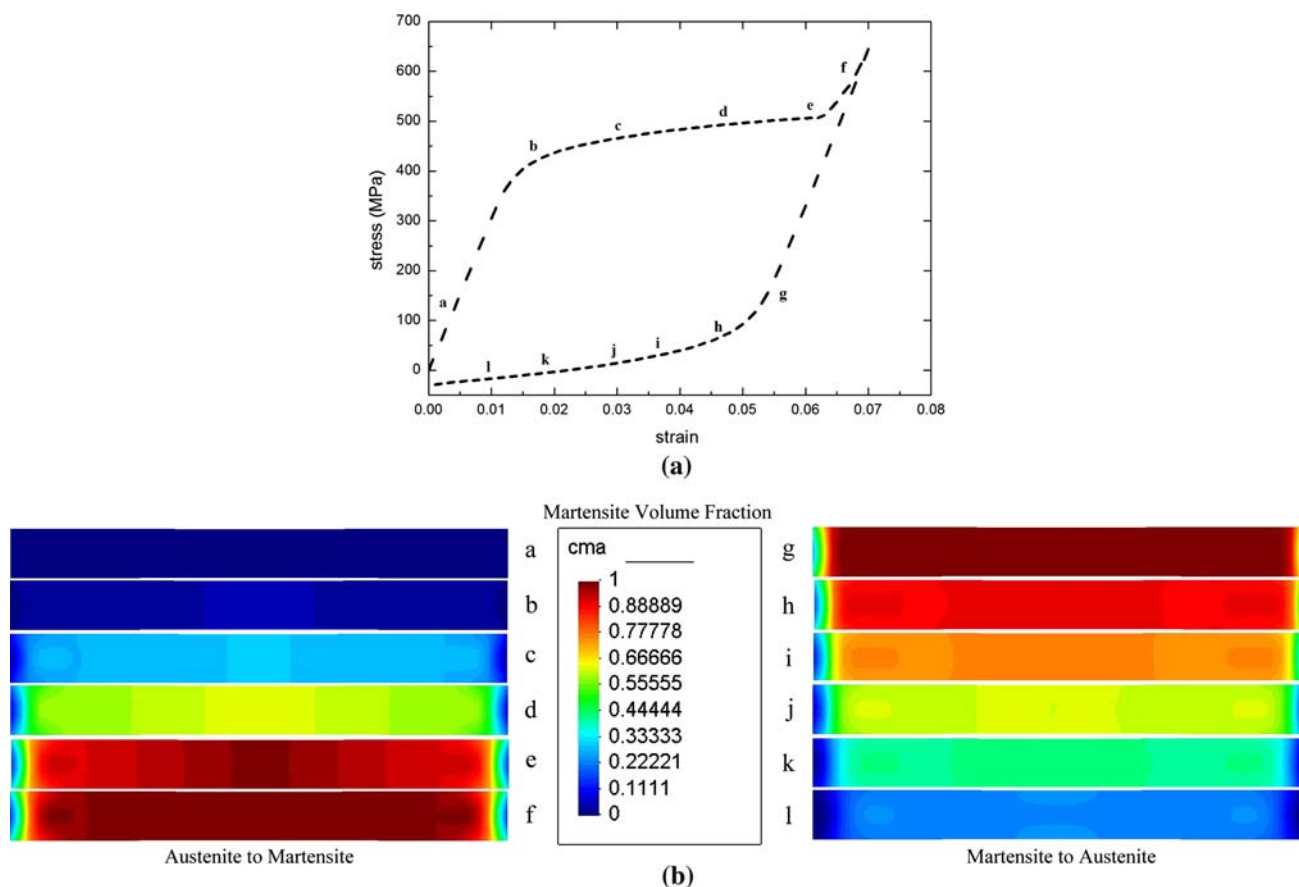 700
600
500
400
300
200
100
0
stress (MPa)
a
b
c
d
e
f
g
h
i
j
k
l
0.00 0.01 0.02 0.03 0.04 0.05 0.06 0.07 0.08
strain
(a)
Martensite Volume Fraction
a
b
c
d
e
f
Austenite to Martensite
cma
1
0.88889
0.77778
0.66666
0.55555
0.44444
0.33333
0.22221
0.1111
0
g
h
i
j
k
l
Martensite to Austenite
(b)